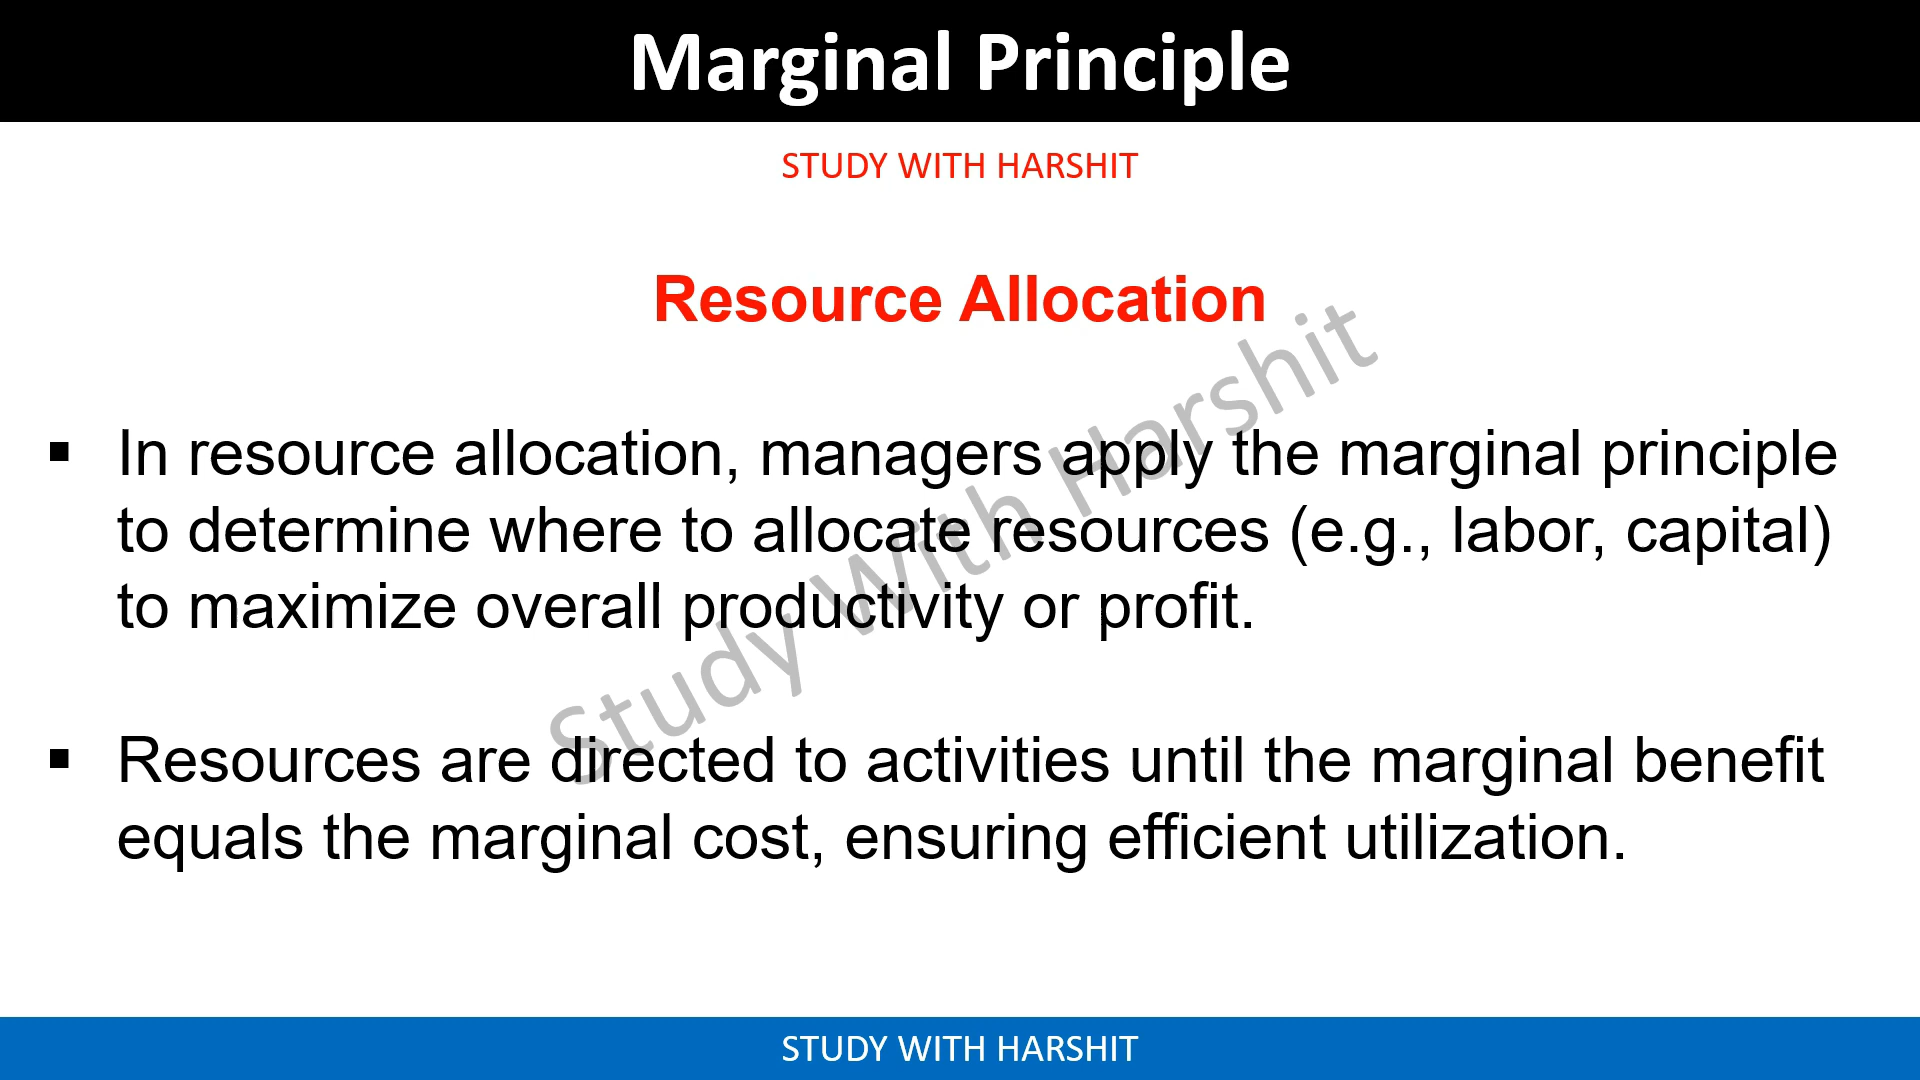 Marginal Principle
STUDY WITH HARSHIT
Resource Allocation
▪ In resource allocation, managers apply the marginal principle
to determine where to allocate resources (e.g., labor, capital)
to maximize overall productivity or profit.
▪ Resources are directed to activities until the marginal benefit
equals the marginal cost, ensuring efficient utilization.
Study With Harshit
STUDY WITH HARSHIT